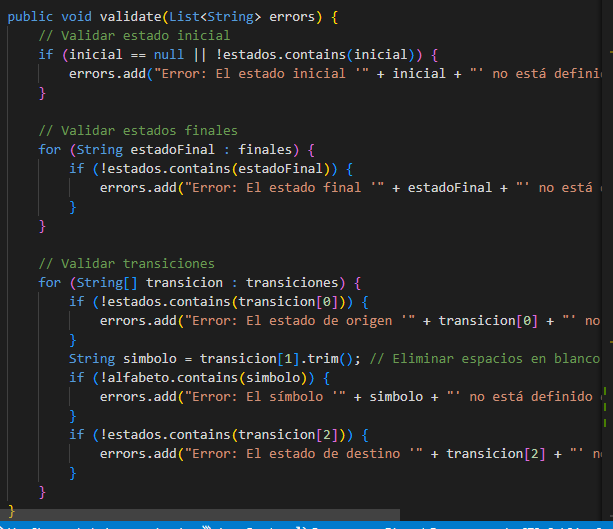 public void validate(List<String> errors) {
    // Validar estado inicial
    if (inicial == null || !estados.contains(inicial)) {
        errors.add("Error: El estado inicial '" + inicial + "' no está defini
    }

    // Validar estados finales
    for (String estadoFinal : finales) {
        if (!estados.contains(estadoFinal)) {
            errors.add("Error: El estado final '" + estadoFinal + "' no está
        }
    }

    // Validar transiciones
    for (String[] transicion : transiciones) {
        if (!estados.contains(transicion[0])) {
            errors.add("Error: El estado de origen '" + transicion[0] + "' no
        }
        String simbolo = transicion[1].trim(); // Eliminar espacios en blanco
        if (!alfabeto.contains(simbolo)) {
            errors.add("Error: El símbolo '" + simbolo + "' no está definido
        }
        if (!estados.contains(transicion[2])) {
            errors.add("Error: El estado de destino '" + transicion[2] + "' n
        }
    }
}